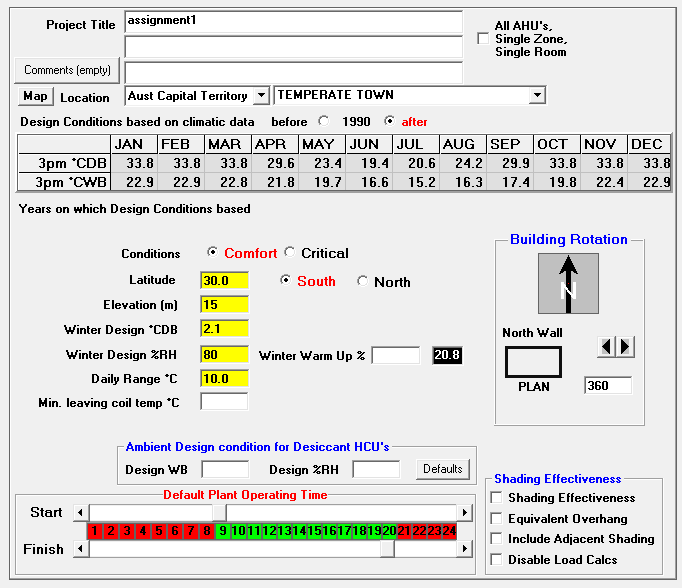 Project Title assignment1
All AHU's,
Single Zone,
Single Room
Comments (empty)
Map Location Aust Capital Territory TEMPERATE TOWN
Design Conditions based on climatic data before 1990 after
JAN FEB MAR APR MAY JUN JUL AUG SEP OCT NOV DEC
3pm *CDB 33.8 33.8 33.8 29.6 23.4 19.4 20.6 24.2 29.9 33.8 33.8 33.8
3pm *CWB 22.9 22.9 22.8 21.8 19.7 16.6 15.2 16.3 17.4 19.8 22.4 22.9
Years on which Design Conditions based
Conditions Comfort Critical
Latitude 30.0 South North
Elevation (m) 15
Winter Design *CDB 2.1
Winter Design %RH 80 Winter Warm Up % 20.8
Daily Range *C 10.0
Min. leaving coil temp *C
Building Rotation
N
North Wall
PLAN 360
Ambient Design condition for Desiccant HCU's
Design WB Design %RH Defaults
Default Plant Operating Time
Start
1 2 3 4 5 6 7 8 9 10 11 12 13 14 15 16 17 18 19 20 21 22 23 24
Finish
Shading Effectiveness
Shading Effectiveness
Equivalent Overhang
Include Adjacent Shading
Disable Load Calcs